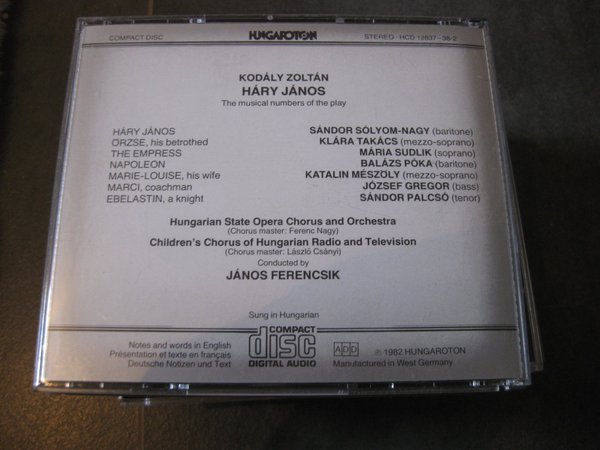 COMPACT DISC HUNGAROTON STEREO · HCD 12837-38-2
KODÁLY ZOLTÁN
HÁRY JÁNOS
The musical numbers of the play
HÁRY JÁNOS SÁNDOR SÓLYOM-NAGY (baritone)
ÖRZSE, his betrothed KLÁRA TAKÁCS (mezzo-soprano)
THE EMPRESS MÁRIA SUDLIK (soprano)
NAPOLEON BALÁZS PÓKA (baritone)
MARIE-LOUISE, his wife KATALIN MÉSZÖLY (mezzo-soprano)
MARCI, coachman JÓZSEF GREGOR (bass)
EBELASTIN, a knight SÁNDOR PALCSÓ (tenor)
Hungarian State Opera Chorus and Orchestra
(Chorus master: Ferenc Nagy)
Children's Chorus of Hungarian Radio and Television
(Chorus master: László Csányi)
Conducted by
JÁNOS FERENCSIK
Sung in Hungarian
Notes and words in English
Présentation et texte en français
Deutsche Notizen und Text
COMPACT
disc
DIGITAL AUDIO
ADD
℗ 1982 HUNGAROTON
Manufactured in West Germany